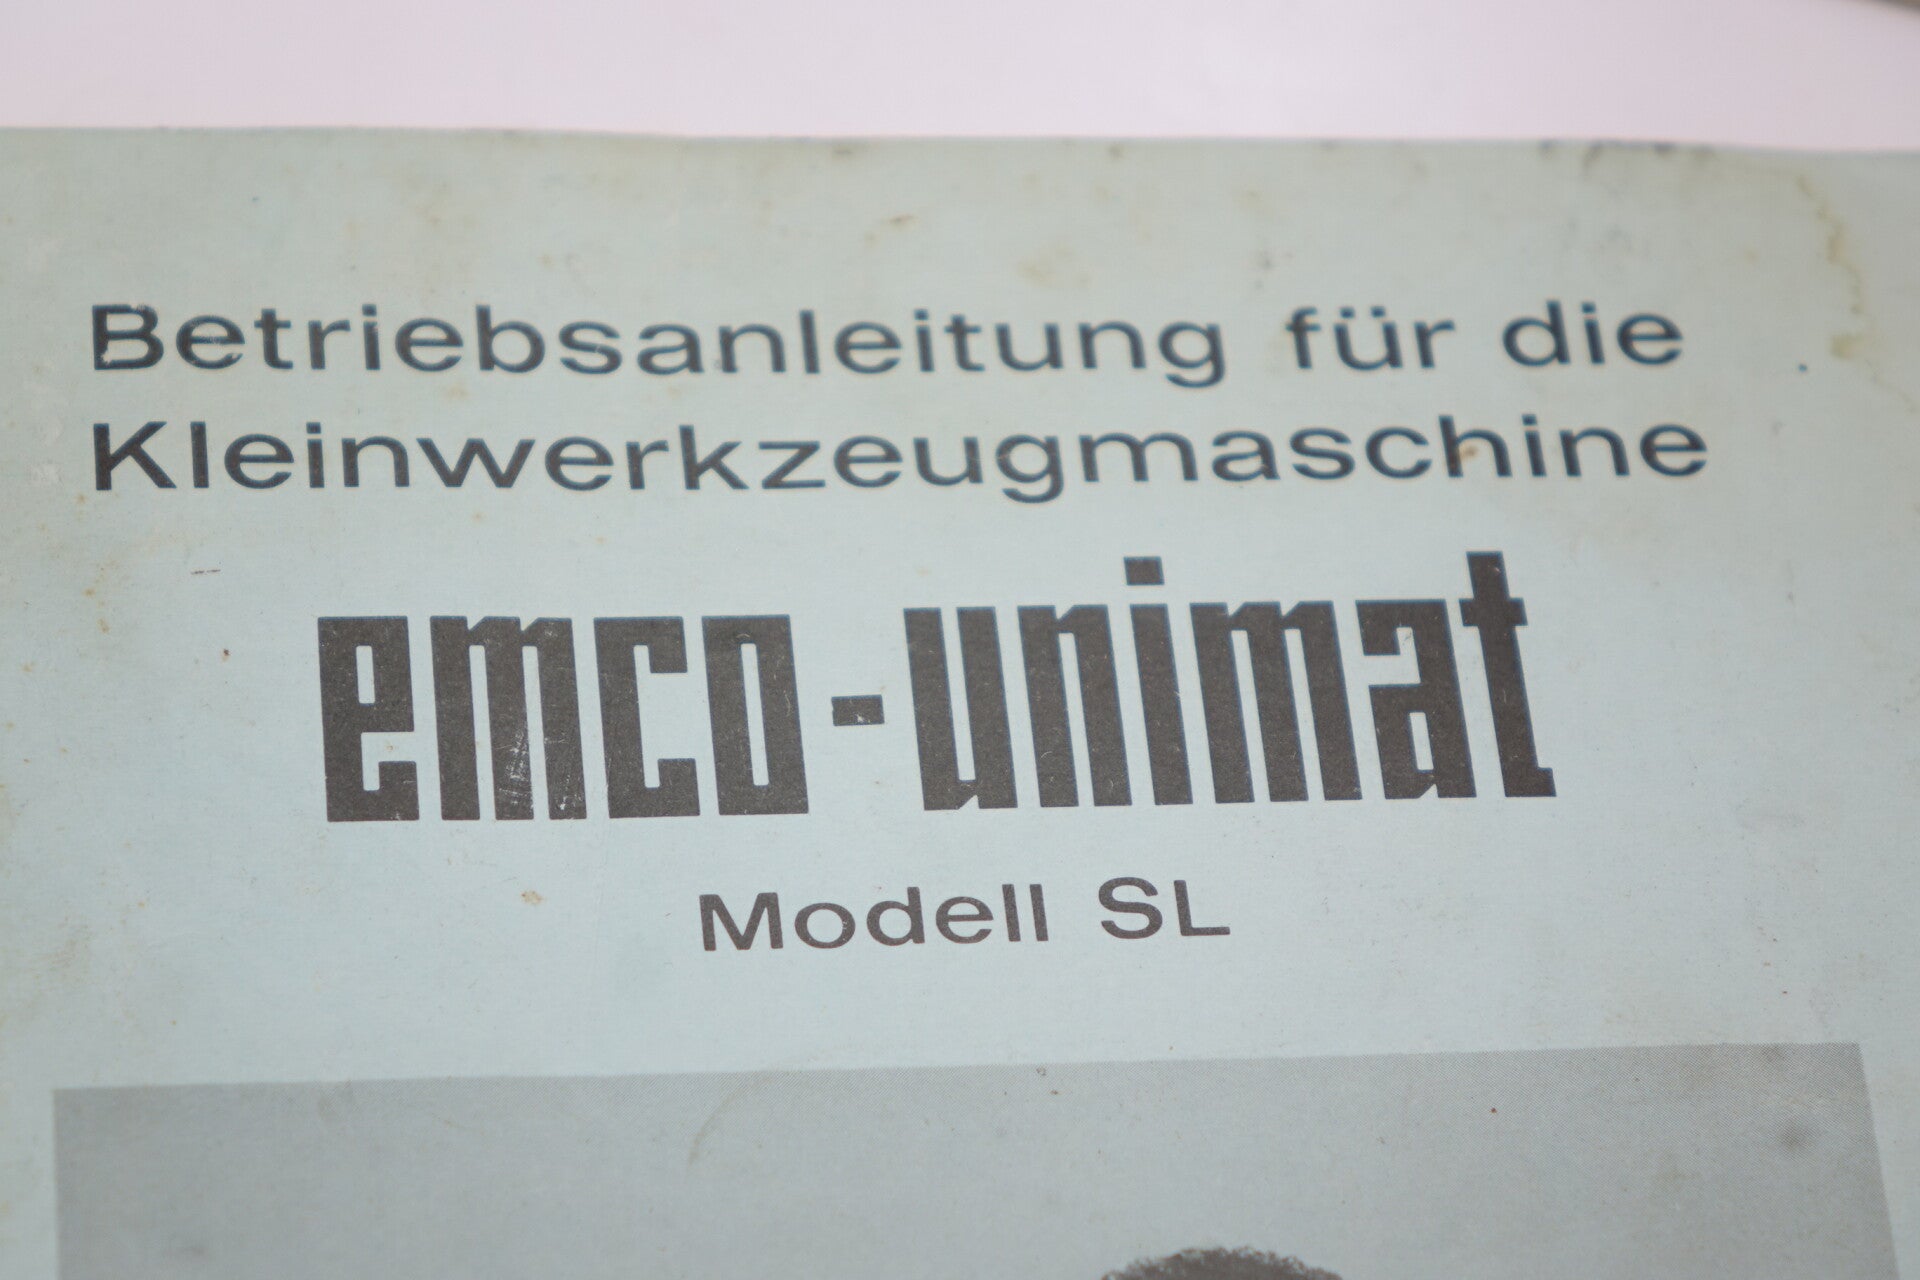 Betriebsanleitung für die
Kleinwerkzeugmaschine
emco-unimat
Modell SL